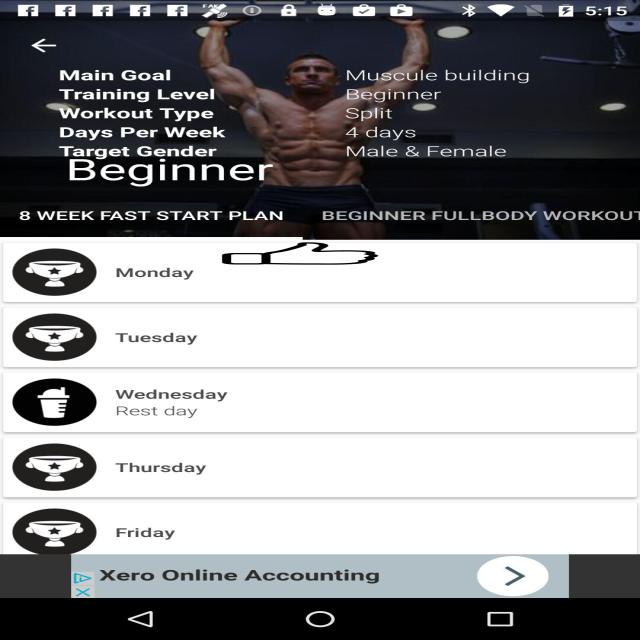 5:15
Main Goal Muscule building
Training Level Beginner
Workout Type Split
Days Per Week 4 days
Target Gender Male & Female
Beginner
8 WEEK FAST START PLAN BEGINNER FULLBODY WORKOUT
Monday
Tuesday
Wednesday
Rest day
Thursday
Friday
Xero Online Accounting